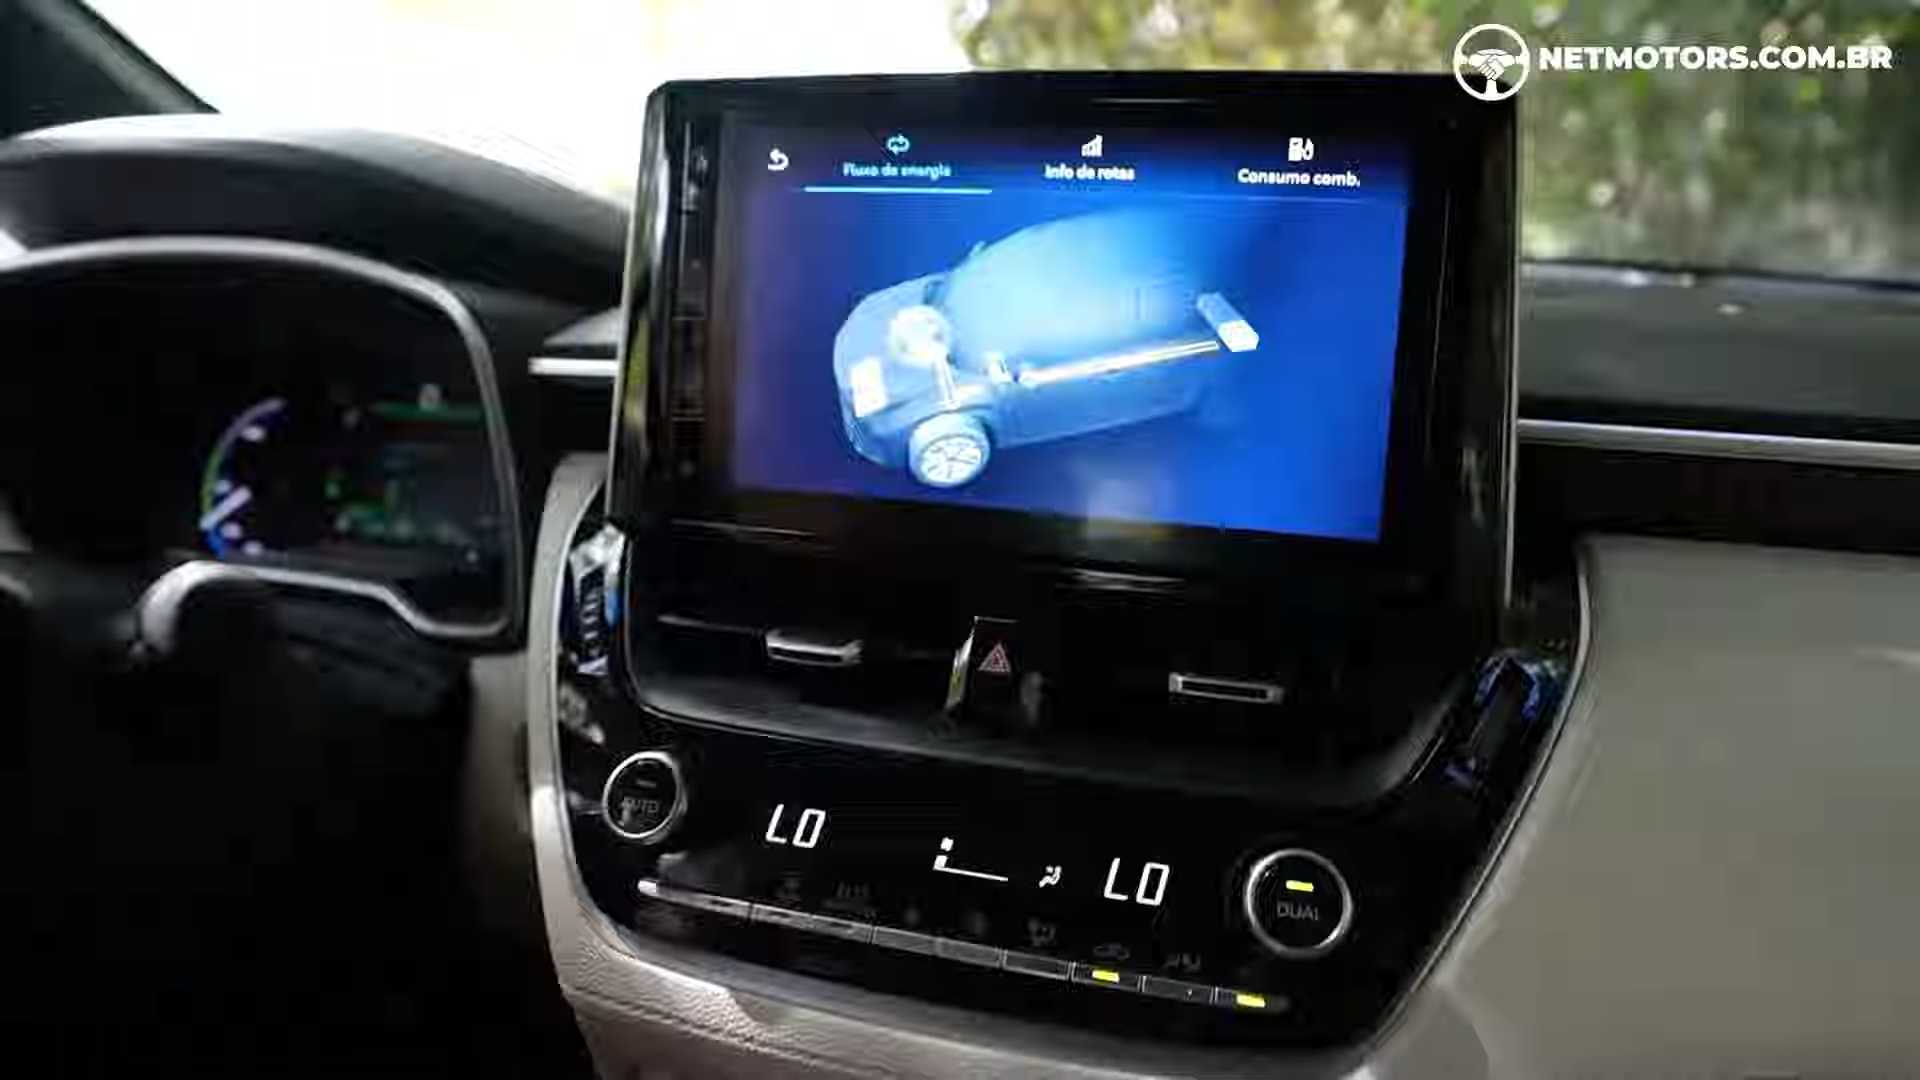 NETMOTORS.COM.BR
Fluxo de energia
Info de rotas
Consumo comb.
AUTO
LO
LO
DUAL